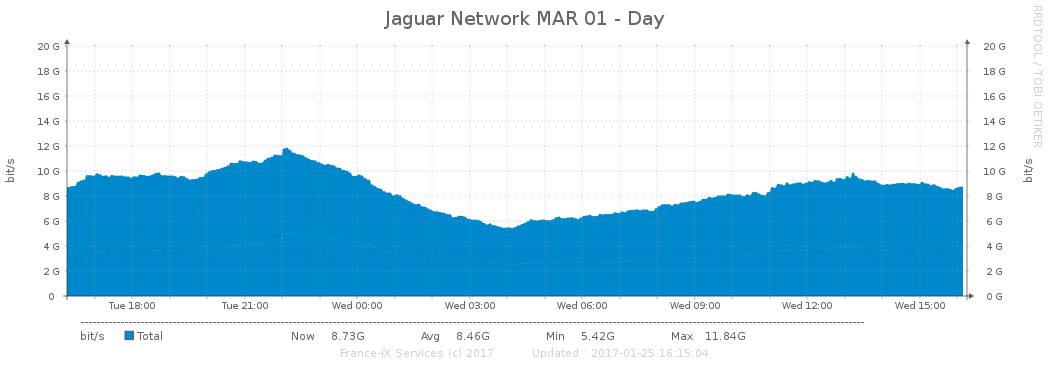 Jaguar Network MAR 01 - Day
RRDTOOL / TOBI OETIKER
bit/s
20 G
18 G
16 G
14 G
12 G
10 G
8 G
6 G
4 G
2 G
0
20 G
18 G
16 G
14 G
12 G
10 G
8 G
6 G
4 G
2 G
0 G
bit/s
Tue 18:00 Tue 21:00 Wed 00:00 Wed 03:00 Wed 06:00 Wed 09:00 Wed 12:00 Wed 15:00
bit/s Total Now 8.73G Avg 8.46G Min 5.42G Max 11.84G
France-IX Services (c) 2017 Updated : 2017-01-25 16:15:04